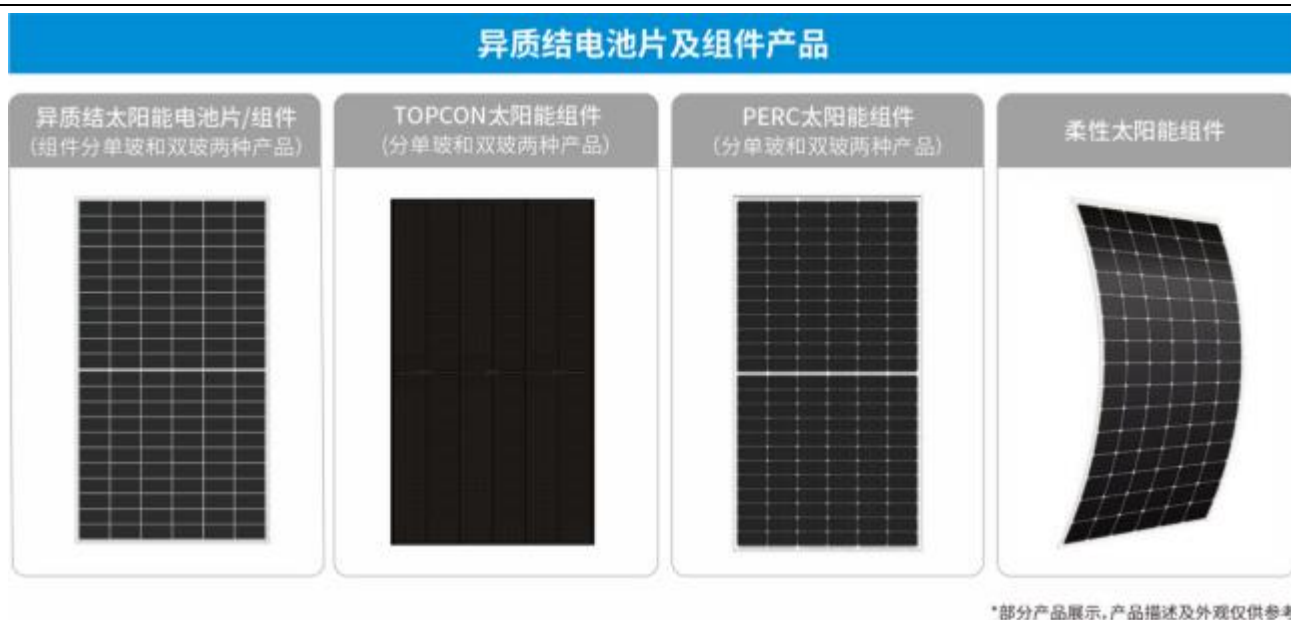 异质结电池片及组件产品
异质结太阳能电池片/组件
(组件分单玻和双玻两种产品)
TOPCON太阳能组件
(分单玻和双玻两种产品)
PERC太阳能组件
(分单玻和双玻两种产品)
柔性太阳能组件
*部分产品展示,产品描述及外观仅供参考